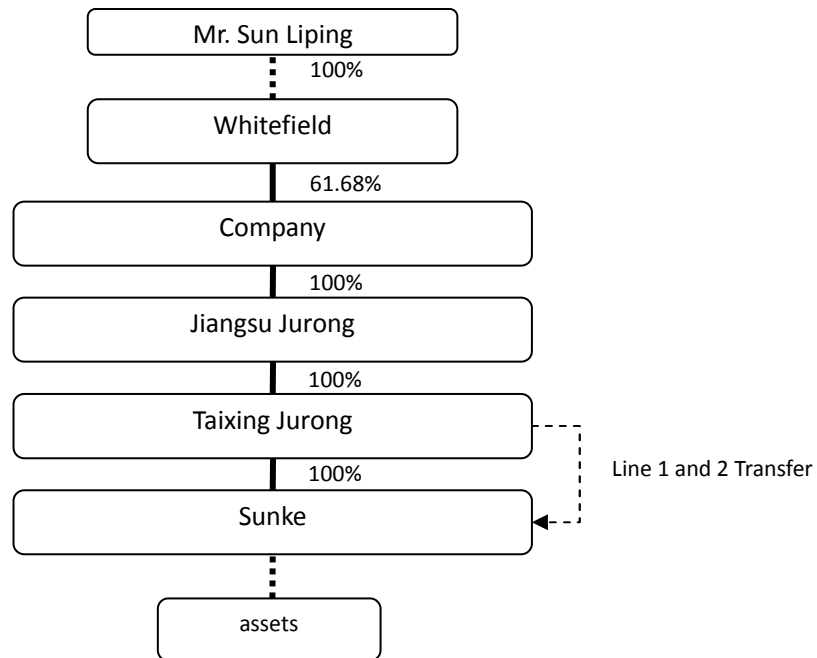 Mr. Sun Liping
100%
Whitefield
61.68%
Company
100%
Jiangsu Jurong
100%
Taixing Jurong
Line 1 and 2 Transfer
100%
Sunke
assets